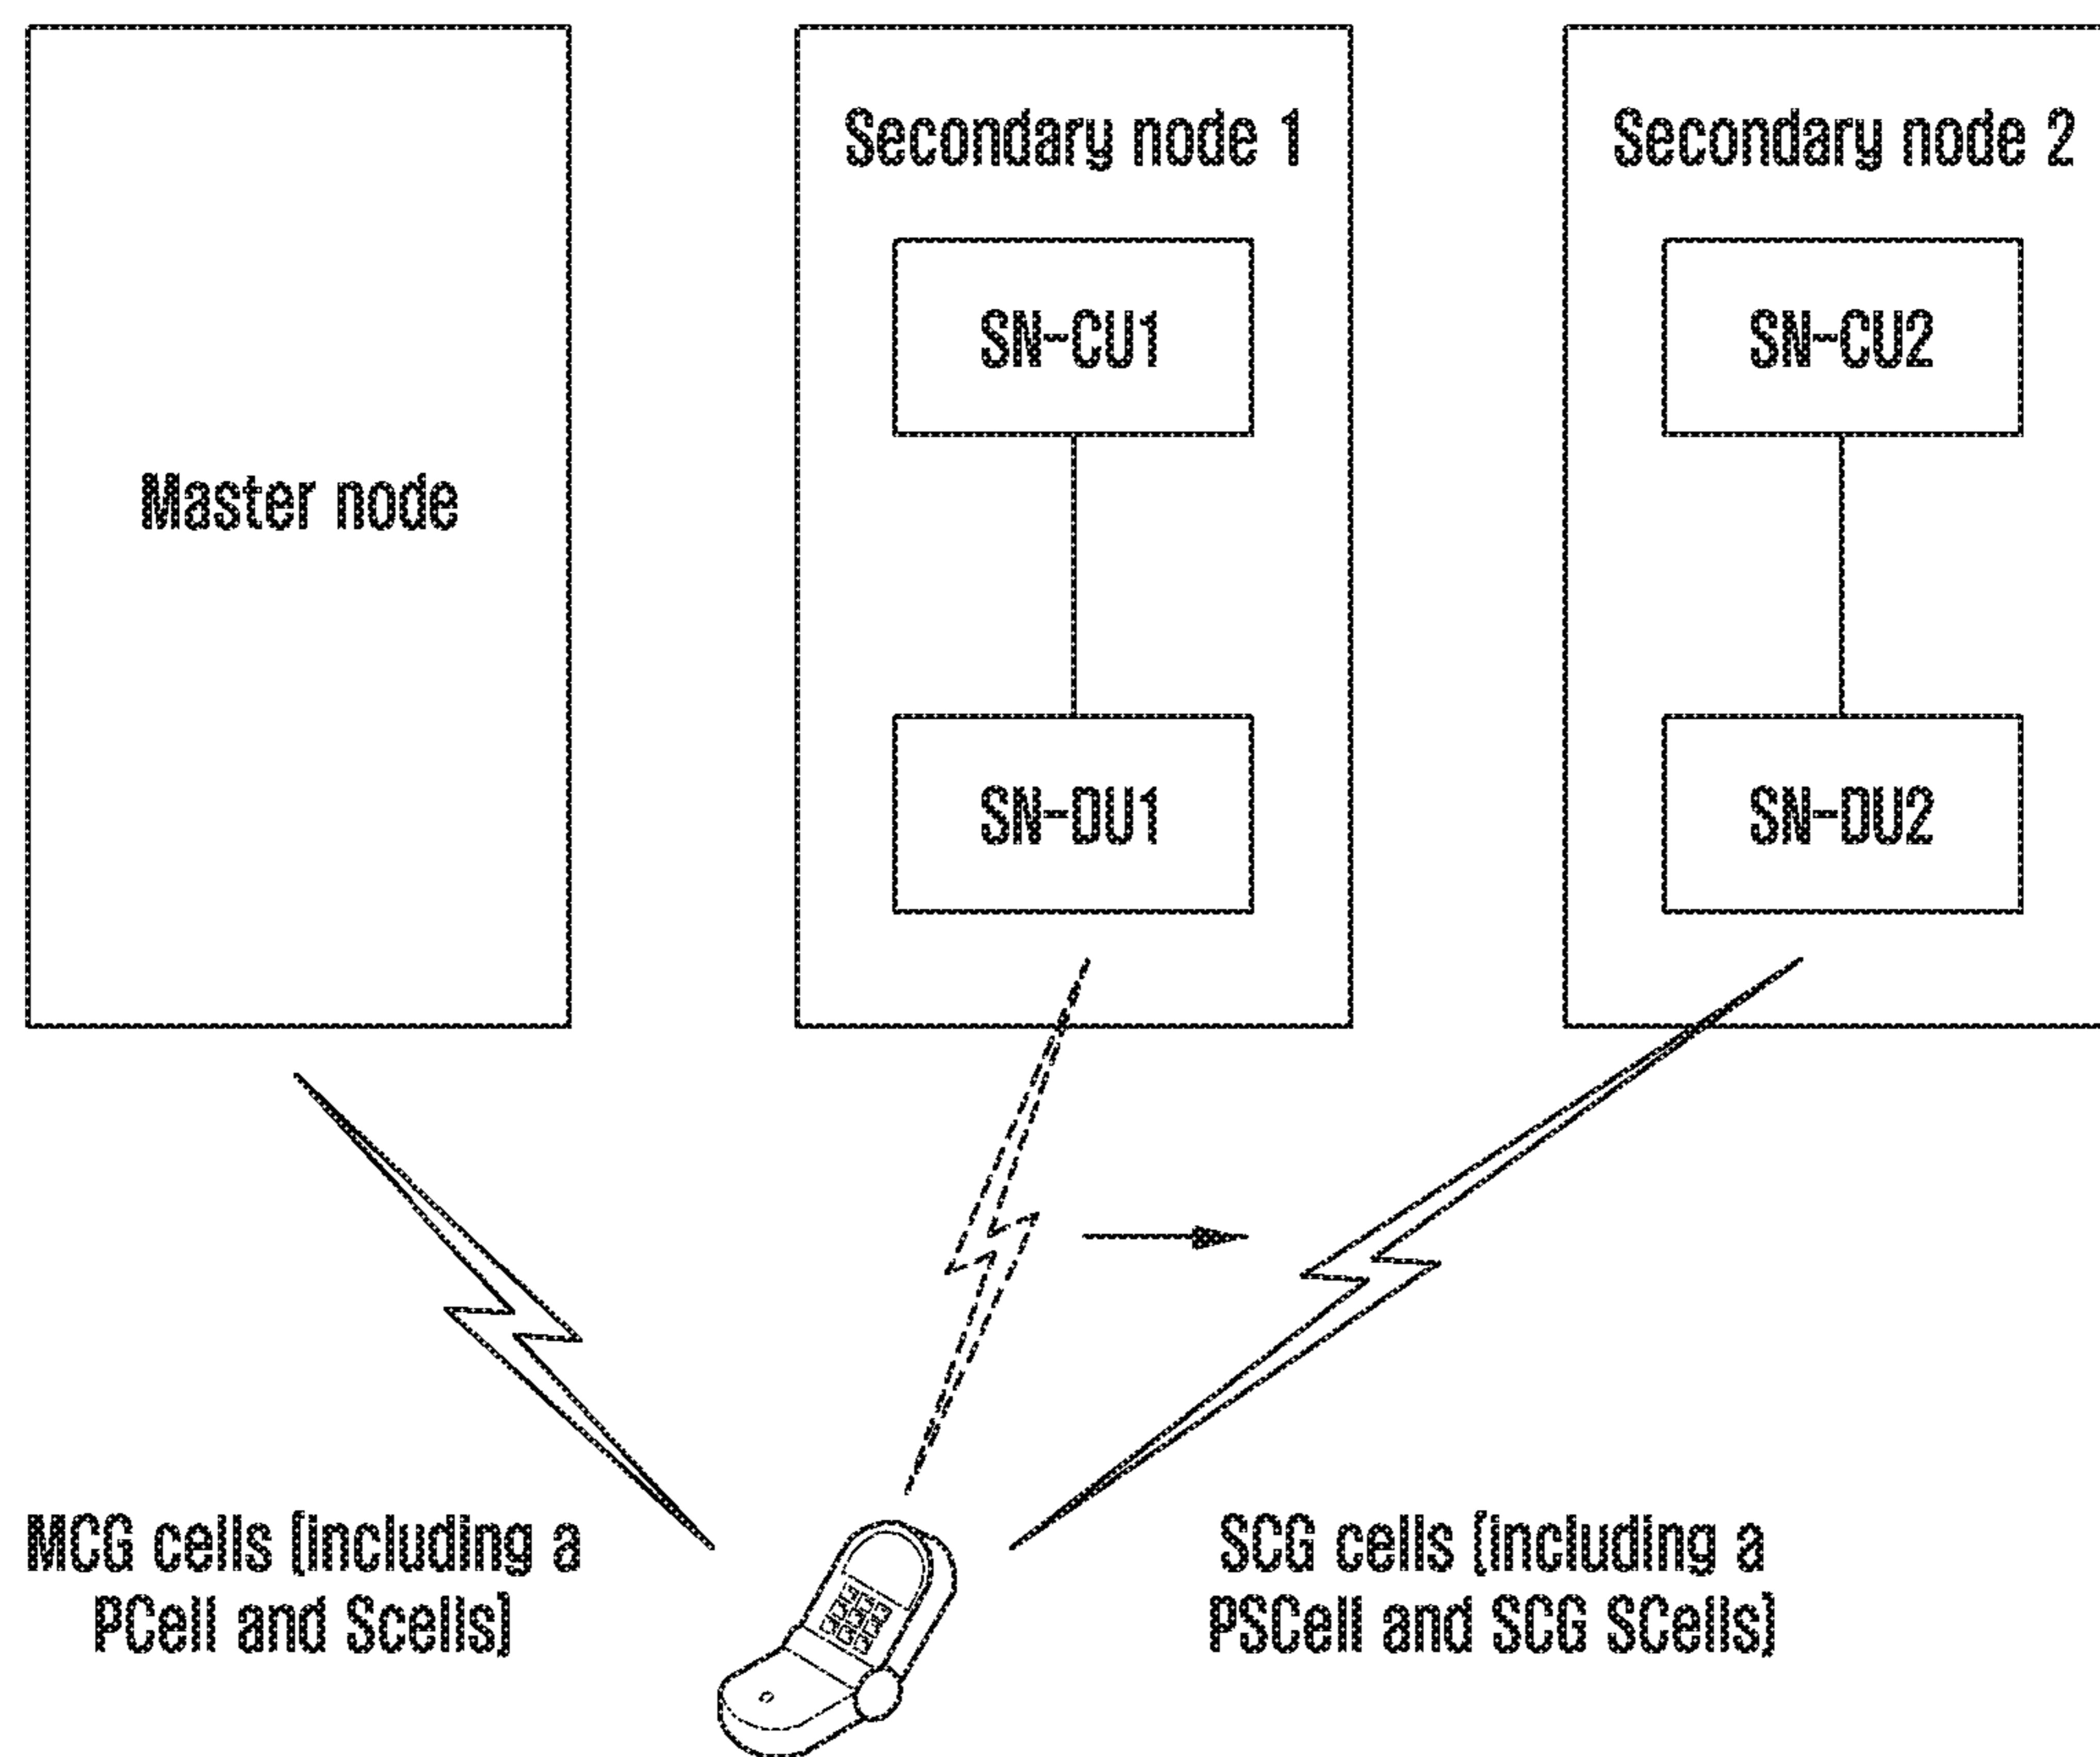 Master node
Secondary node 1
SN-CU1
SN-DU1
Secondary node 2
SN-CU2
SN-DU2
MCG cells (including a
PCell and Scells)
SCG cells (including a
PSCell and SCG SCells)